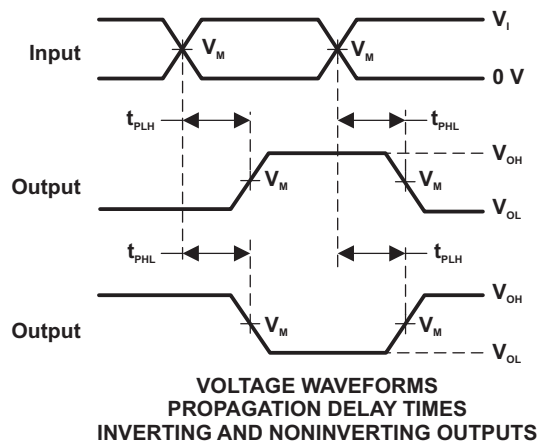 Input
V_M
V_M
V_I
0 V
t_PLH
t_PHL
Output
V_M
V_M
V_OH
V_OL
t_PHL
t_PLH
Output
V_M
V_M
V_OH
V_OL
VOLTAGE WAVEFORMS
PROPAGATION DELAY TIMES
INVERTING AND NONINVERTING OUTPUTS